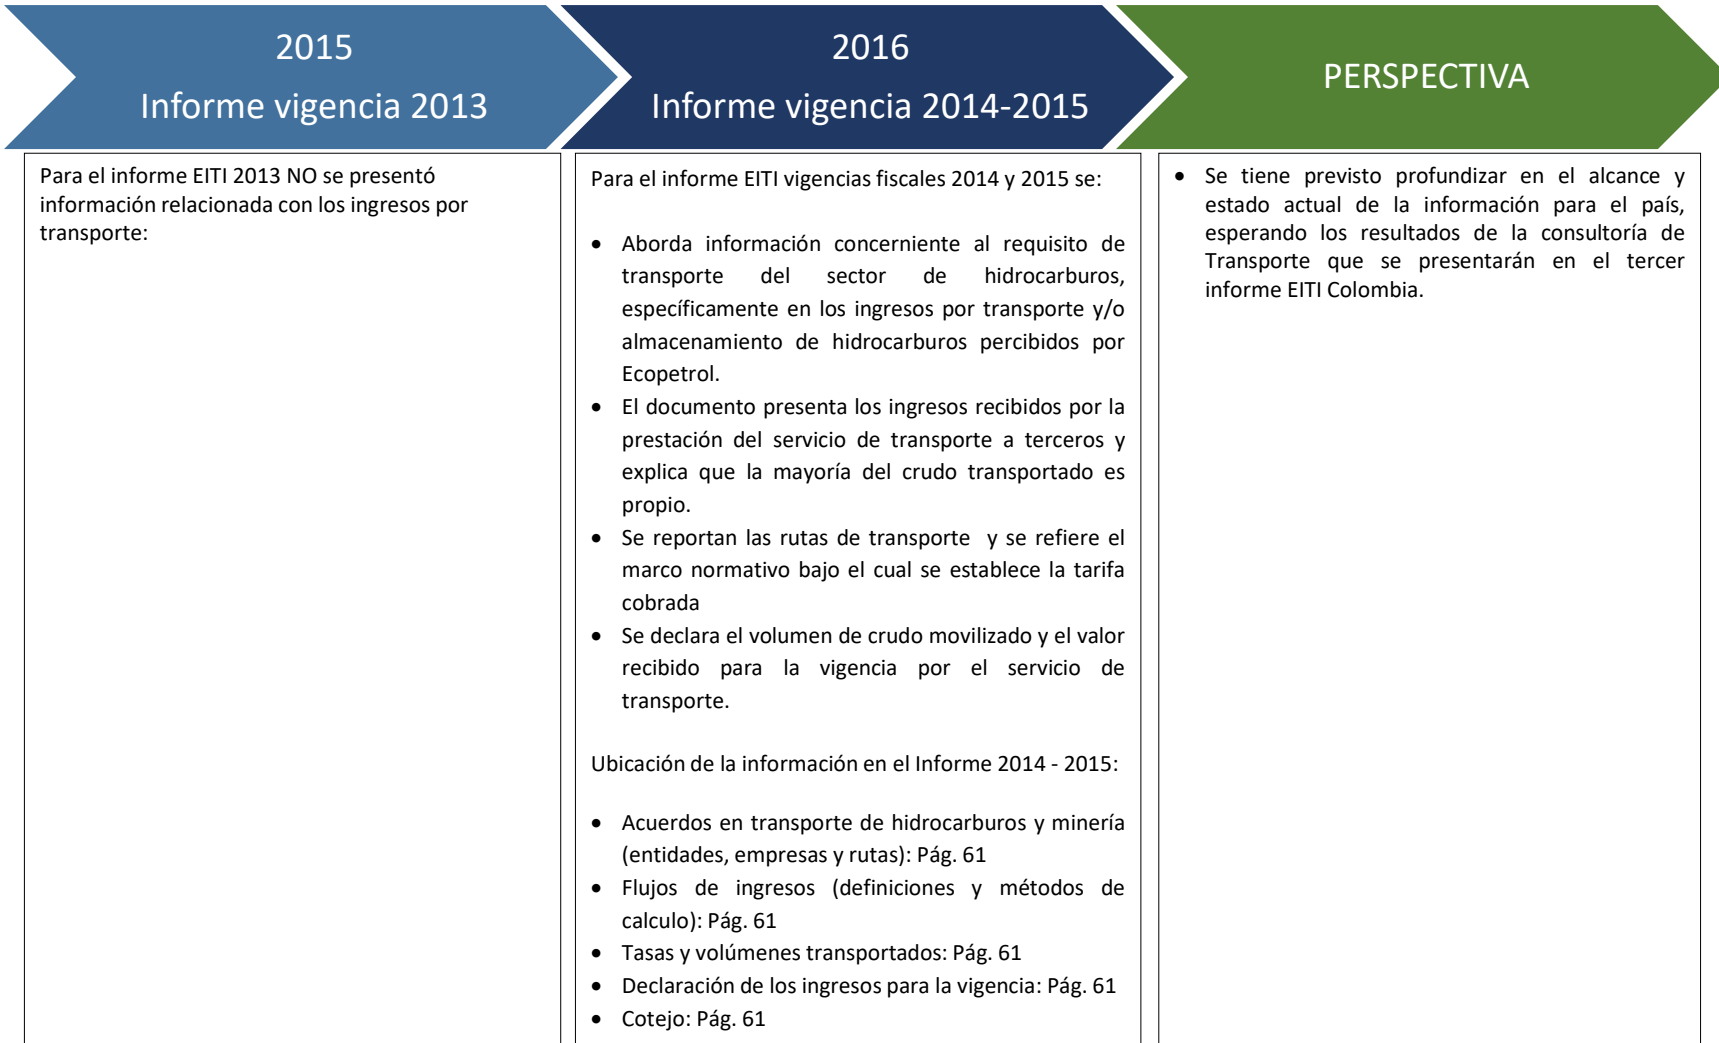 2015
Informe vigencia 2013
2016
Informe vigencia 2014-2015
PERSPECTIVA
Para el informe EITI 2013 NO se presentó
información relacionada con los ingresos por
transporte:
Para el informe EITI vigencias fiscales 2014 y 2015 se:
• Aborda información concerniente al requisito de
transporte del sector de hidrocarburos,
específicamente en los ingresos por transporte y/o
almacenamiento de hidrocarburos percibidos por
Ecopetrol.
• El documento presenta los ingresos recibidos por la
prestación del servicio de transporte a terceros y
explica que la mayoría del crudo transportado es
propio.
• Se reportan las rutas de transporte y se refiere el
marco normativo bajo el cual se establece la tarifa
cobrada
• Se declara el volumen de crudo movilizado y el valor
recibido para la vigencia por el servicio de
transporte.
Ubicación de la información en el Informe 2014 - 2015:
• Acuerdos en transporte de hidrocarburos y minería
(entidades, empresas y rutas): Pág. 61
• Flujos de ingresos (definiciones y métodos de
calculo): Pág. 61
• Tasas y volúmenes transportados: Pág. 61
• Declaración de los ingresos para la vigencia: Pág. 61
• Cotejo: Pág. 61
• Se tiene previsto profundizar en el alcance y
estado actual de la información para el país,
esperando los resultados de la consultoría de
Transporte que se presentarán en el tercer
informe EITI Colombia.